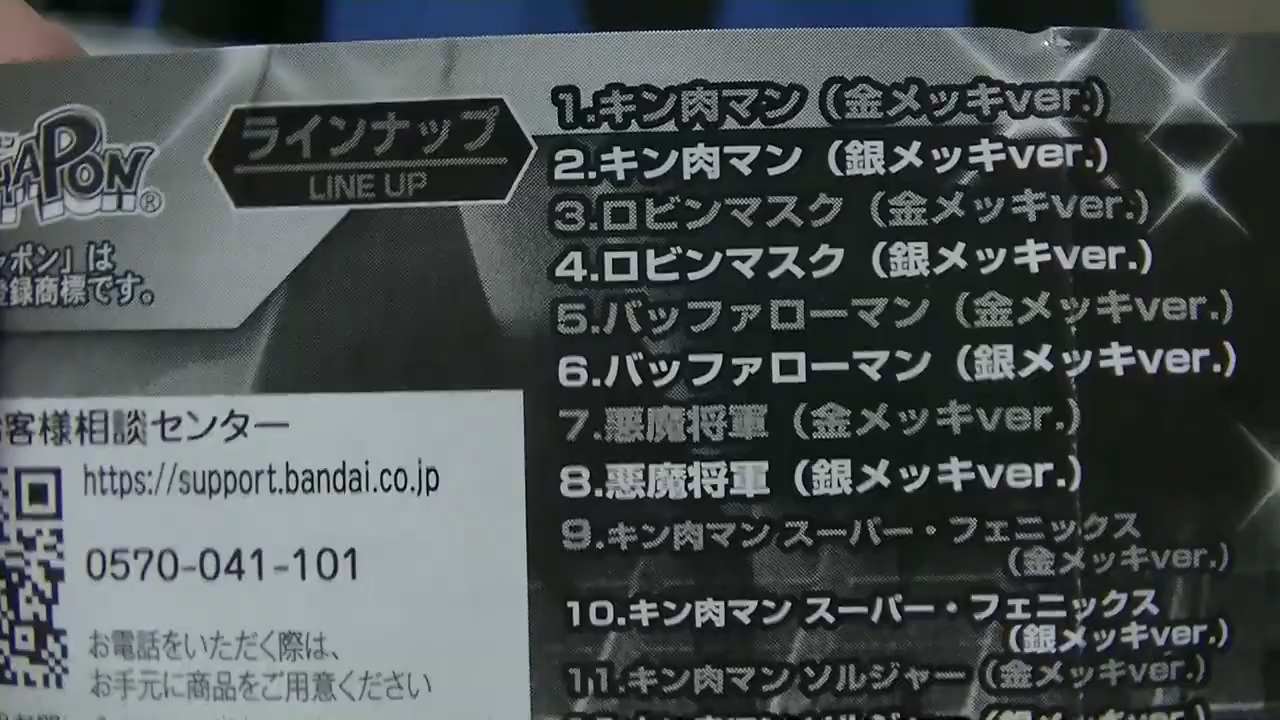 APON®
ポン」は
登録商標です。
ラインナップ
LINE UP
1.キン肉マン（金メッキver.）
2.キン肉マン（銀メッキver.）
3.ロビンマスク（金メッキver.）
4.ロビンマスク（銀メッキver.）
5.バッファローマン（金メッキver.）
6.バッファローマン（銀メッキver.）
7.悪魔将軍（金メッキver.）
8.悪魔将軍（銀メッキver.）
9.キン肉マン スーパー・フェニックス
（金メッキver.）
10.キン肉マン スーパー・フェニックス
（銀メッキver.）
11.キン肉マン ソルジャー（金メッキver.）
お客様相談センター
https://support.bandai.co.jp
0570-041-101
お電話をいただく際は、
お手元に商品をご用意ください